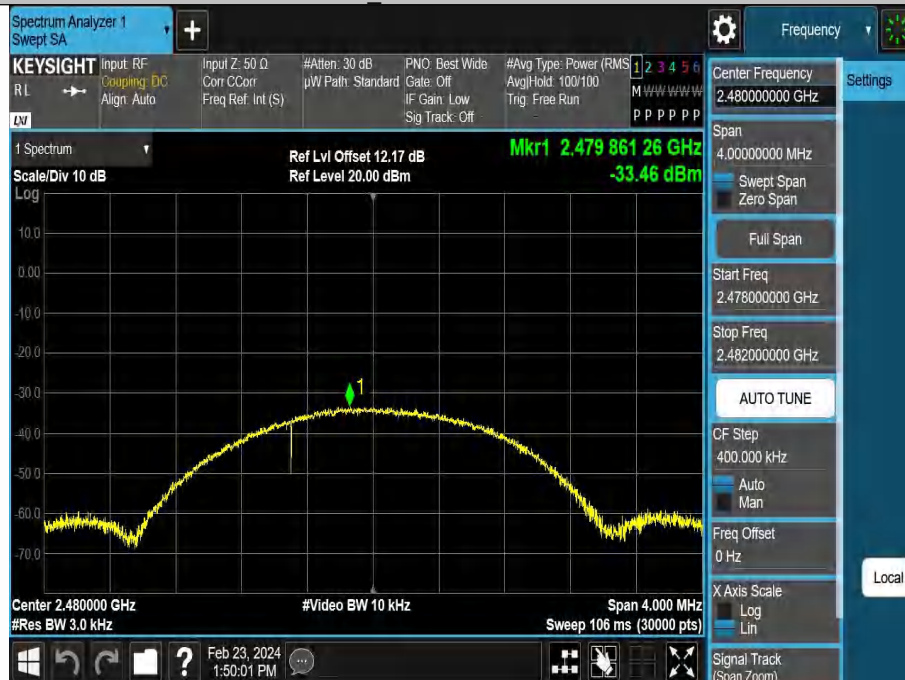 Spectrum Analyzer 1
Swept SA
+
Frequency
KEYSIGHT
RL
LXI
Input: RF
Coupling: DC
Align: Auto
Input Z: 50 Ω
Corr CCorr
Freq Ref: Int (S)
#Atten: 30 dB
µW Path: Standard
PNO: Best Wide
Gate: Off
IF Gain: Low
Sig Track: Off
#Avg Type: Power (RMS
Avg|Hold: 100/100
Trig: Free Run
1 2 3 4 5 6
M W W W W W
P P P P P P
1 Spectrum
Scale/Div 10 dB
Log
Ref Lvl Offset 12.17 dB
Ref Level 20.00 dBm
Mkr1 2.479 861 26 GHz
-33.46 dBm
10.0
0.00
-10.0
-20.0
-30.0
-40.0
-50.0
-60.0
-70.0
1
Center 2.480000 GHz
#Res BW 3.0 kHz
#Video BW 10 kHz
Span 4.000 MHz
Sweep 106 ms (30000 pts)
Feb 23, 2024
1:50:01 PM
Center Frequency
2.480000000 GHz
Span
4.00000000 MHz
Swept Span
Zero Span
Full Span
Start Freq
2.478000000 GHz
Stop Freq
2.482000000 GHz
AUTO TUNE
CF Step
400.000 kHz
Auto
Man
Freq Offset
0 Hz
X Axis Scale
Log
Lin
Signal Track
(Span Zoom)
Settings
Local